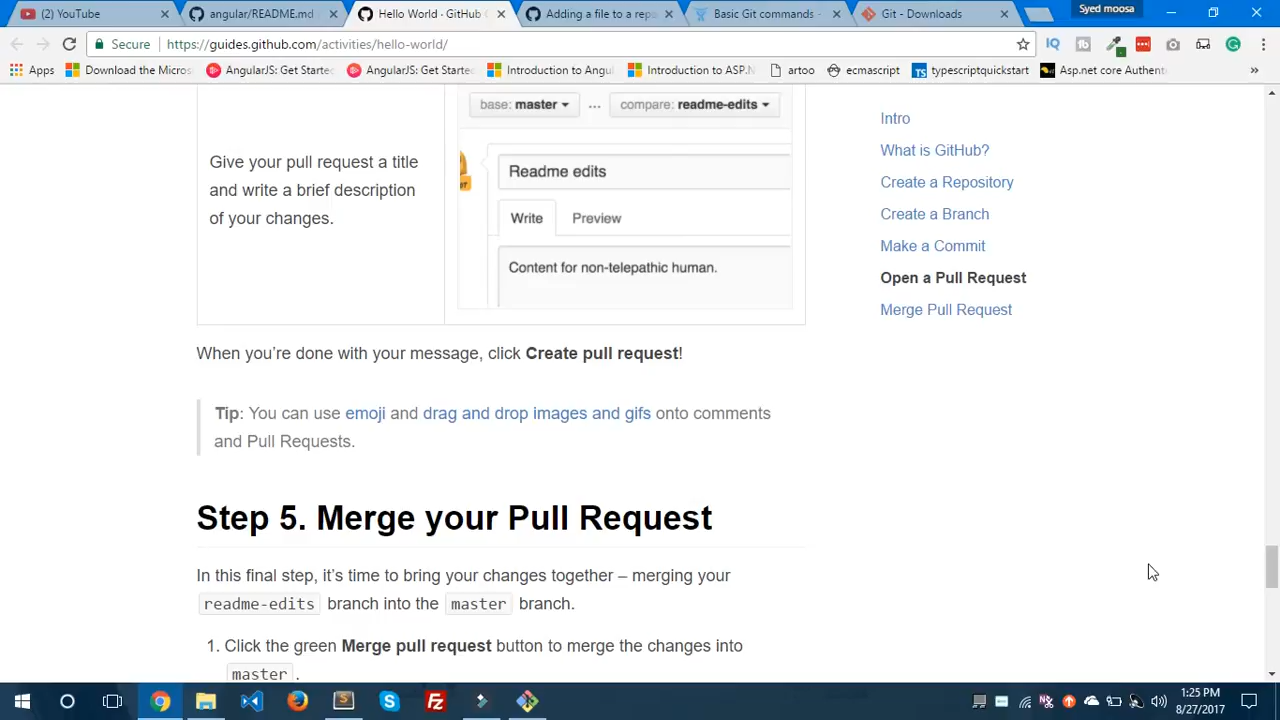 (2) YouTube
angular/README.md
Hello World · GitHub G
Adding a file to a repos
Basic Git commands -
Git - Downloads
Syed moosa
Secure
https://guides.github.com/activities/hello-world/
Apps
Download the Micros
AngularJS: Get Starte
AngularJS: Get Starte
Introduction to Angul
Introduction to ASP.N
artoo
ecmascript
typescriptquickstart
Asp.net core Authent
base: master
...
compare: readme-edits
Give your pull request a title
and write a brief description
of your changes.
Readme edits
Write
Preview
Content for non-telepathic human.
When you’re done with your message, click Create pull request!
Tip: You can use emoji and drag and drop images and gifs onto comments
and Pull Requests.
Step 5. Merge your Pull Request
In this final step, it’s time to bring your changes together – merging your
readme-edits branch into the master branch.
1. Click the green Merge pull request button to merge the changes into
master .
Intro
What is GitHub?
Create a Repository
Create a Branch
Make a Commit
Open a Pull Request
Merge Pull Request
1:25 PM
8/27/2017